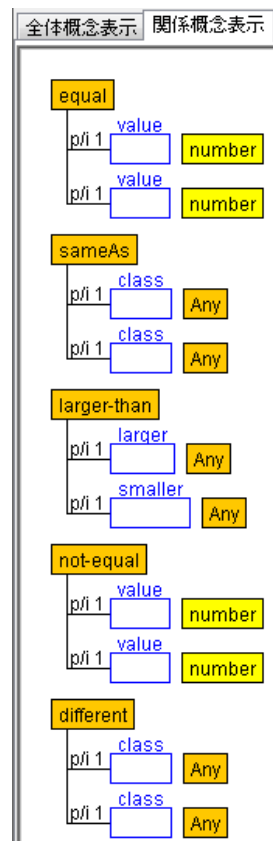 全体概念表示 関係概念表示
equal
value
p/i 1 number
value
p/i 1 number
sameAs
class
p/i 1 Any
class
p/i 1 Any
larger-than
larger
p/i 1 Any
smaller
p/i 1 Any
not-equal
value
p/i 1 number
value
p/i 1 number
different
class
p/i 1 Any
class
p/i 1 Any